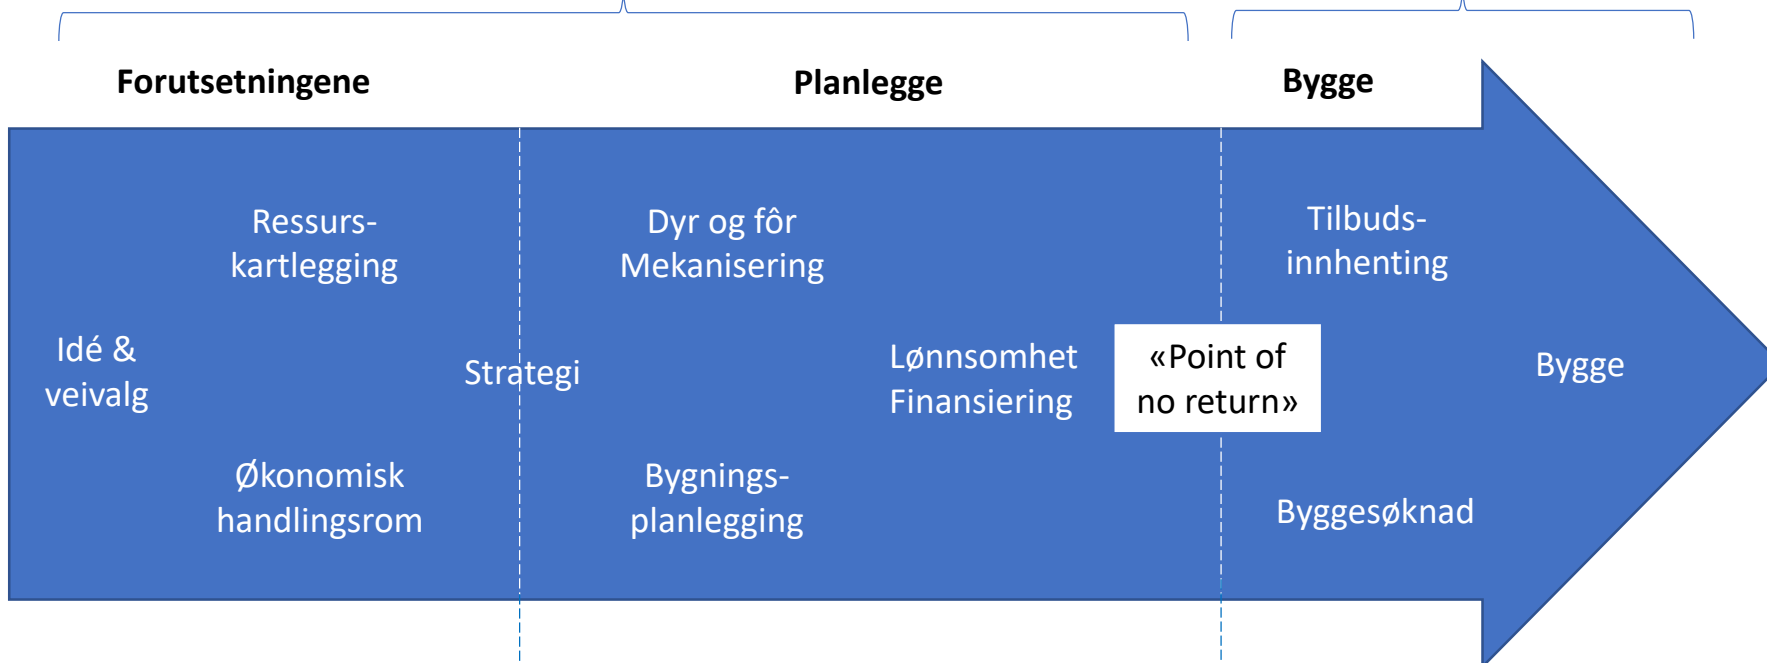 Forutsetningene
Planlegge
Bygge
Idé &
veivalg
Ressurs-
kartlegging
Økonomisk
handlingsrom
Strategi
Dyr og fôr
Mekanisering
Bygnings-
planlegging
Lønnsomhet
Finansiering
«Point of
no return»
Tilbuds-
innhenting
Byggesøknad
Bygge